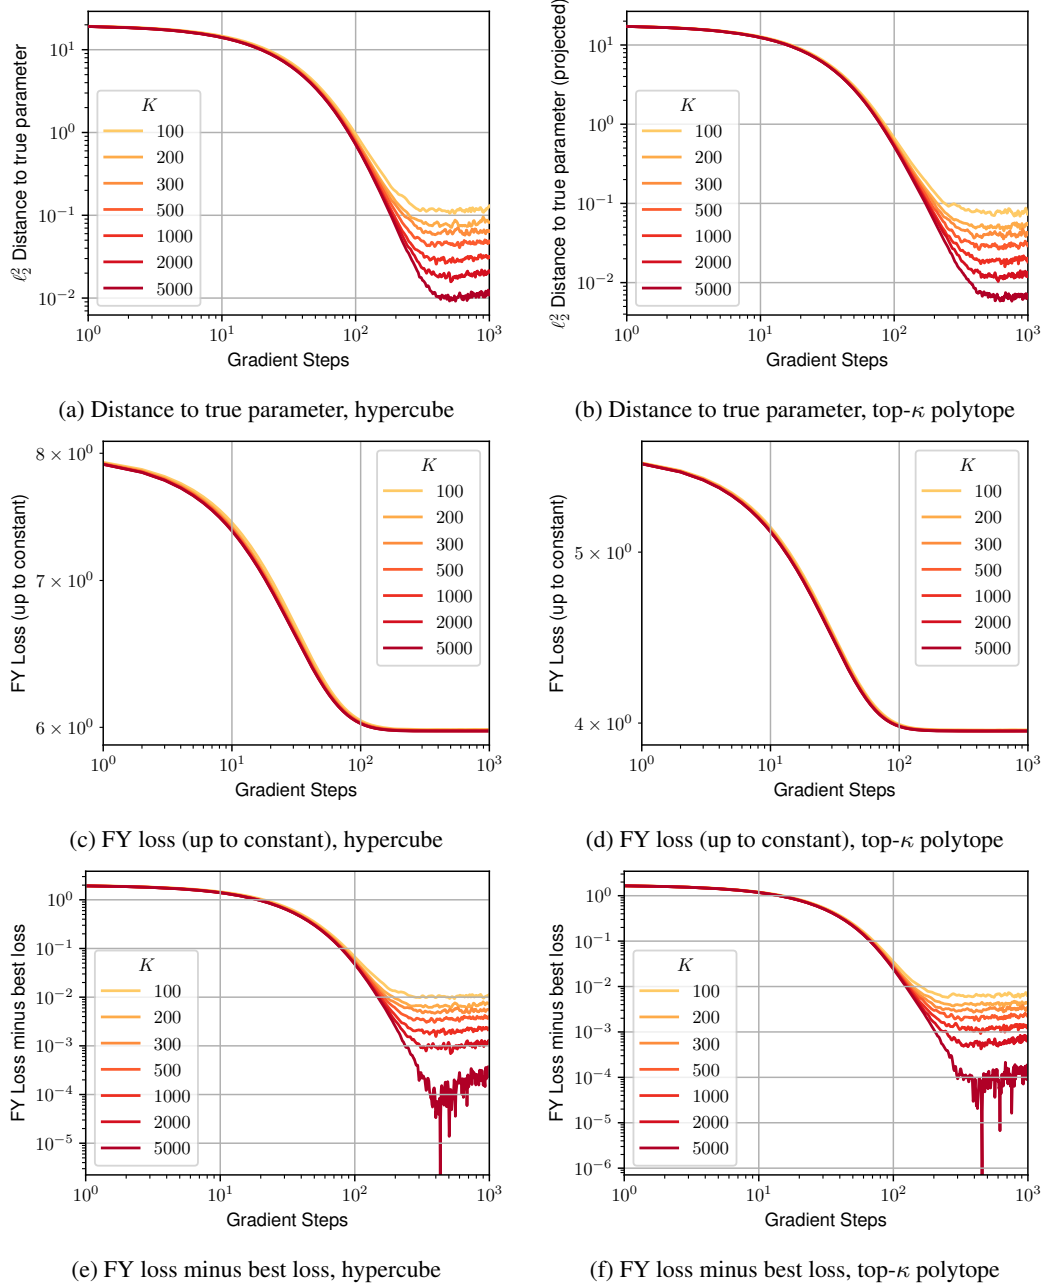 ℓ₂² Distance to true parameter
10¹
10⁰
10⁻¹
10⁻²
K
100
200
300
500
1000
2000
5000
10⁰ 10¹ 10² 10³
Gradient Steps
(a) Distance to true parameter, hypercube
ℓ₂² Distance to true parameter (projected)
10¹
10⁰
10⁻¹
10⁻²
K
100
200
300
500
1000
2000
5000
10⁰ 10¹ 10² 10³
Gradient Steps
(b) Distance to true parameter, top-κ polytope
FY Loss (up to constant)
8 × 10⁰
7 × 10⁰
6 × 10⁰
K
100
200
300
500
1000
2000
5000
10⁰ 10¹ 10² 10³
Gradient Steps
(c) FY loss (up to constant), hypercube
FY Loss (up to constant)
5 × 10⁰
4 × 10⁰
K
100
200
300
500
1000
2000
5000
10⁰ 10¹ 10² 10³
Gradient Steps
(d) FY loss (up to constant), top-κ polytope
FY Loss minus best loss
10⁰
10⁻¹
10⁻²
10⁻³
10⁻⁴
10⁻⁵
K
100
200
300
500
1000
2000
5000
10⁰ 10¹ 10² 10³
Gradient Steps
(e) FY loss minus best loss, hypercube
FY Loss minus best loss
10⁰
10⁻¹
10⁻²
10⁻³
10⁻⁴
10⁻⁵
10⁻⁶
K
100
200
300
500
1000
2000
5000
10⁰ 10¹ 10² 10³
Gradient Steps
(f) FY loss minus best loss, top-κ polytope